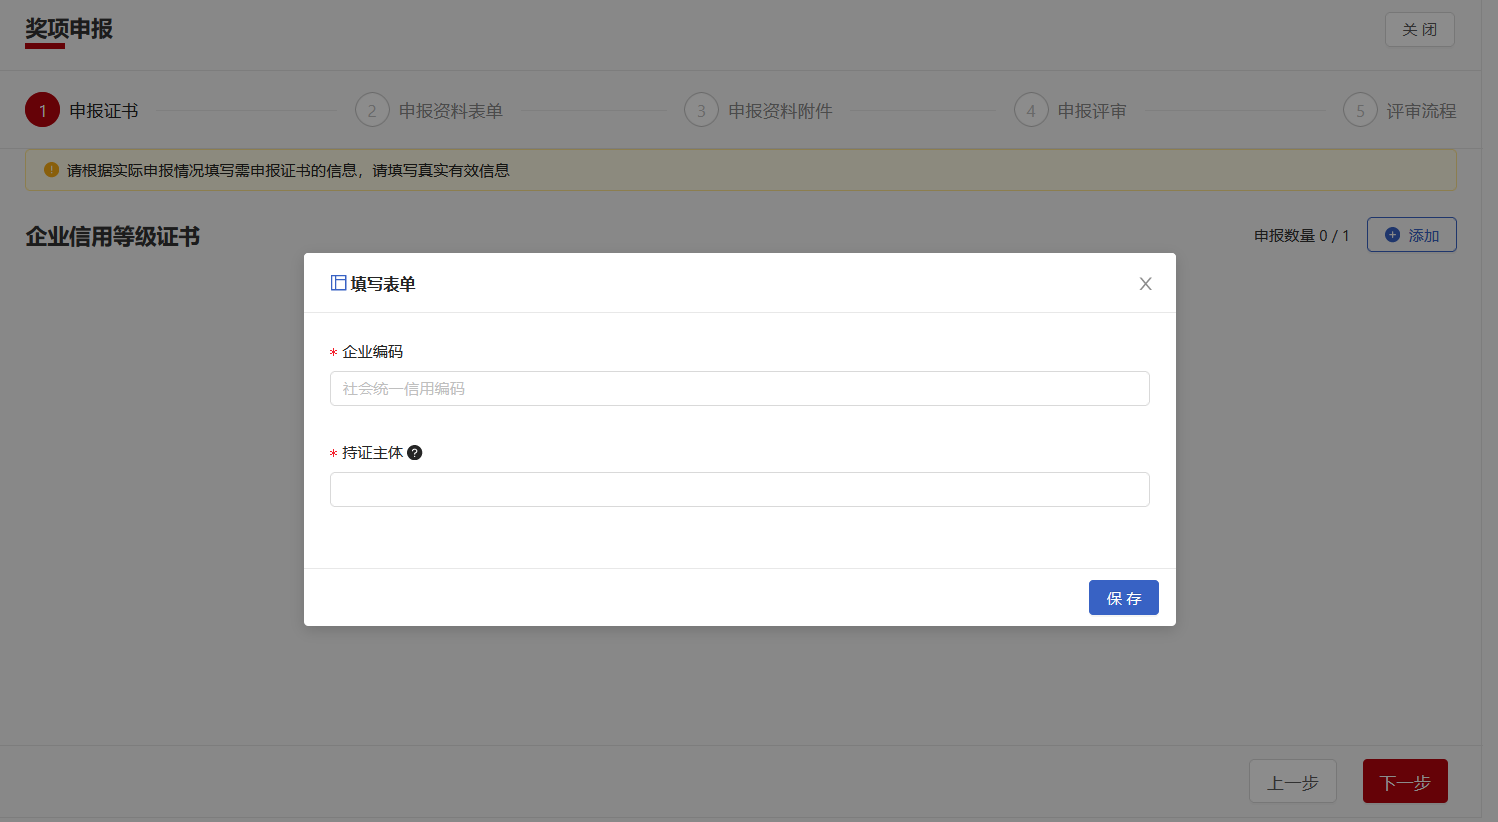 奖项申报
关 闭
1 申报证书
2 申报资料表单
3 申报资料附件
4 申报评审
5 评审流程
请根据实际申报情况填写需申报证书的信息，请填写真实有效信息
企业信用等级证书
申报数量 0 / 1
添加
填写表单
* 企业编码
社会统一信用编码
* 持证主体
保 存
上一步
下一步